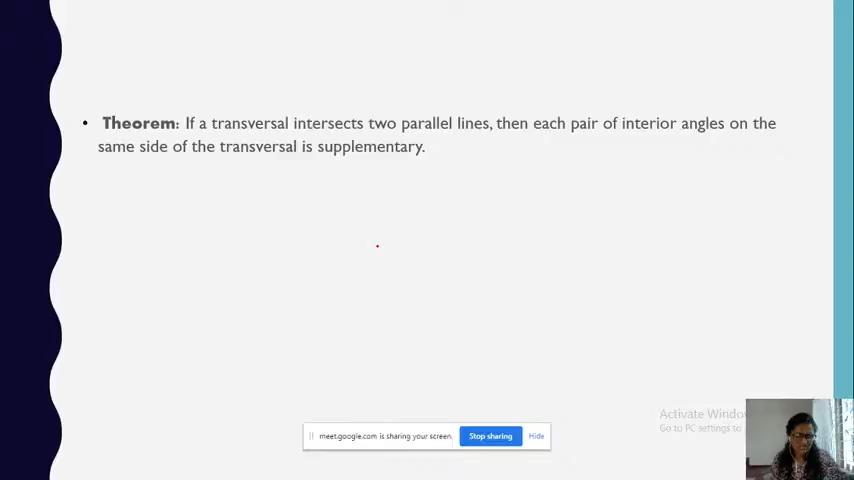 • Theorem: If a transversal intersects two parallel lines, then each pair of interior angles on the
same side of the transversal is supplementary.
meet.google.com is sharing your screen. Stop sharing Hide
Activate Windo
Go to PC settings to